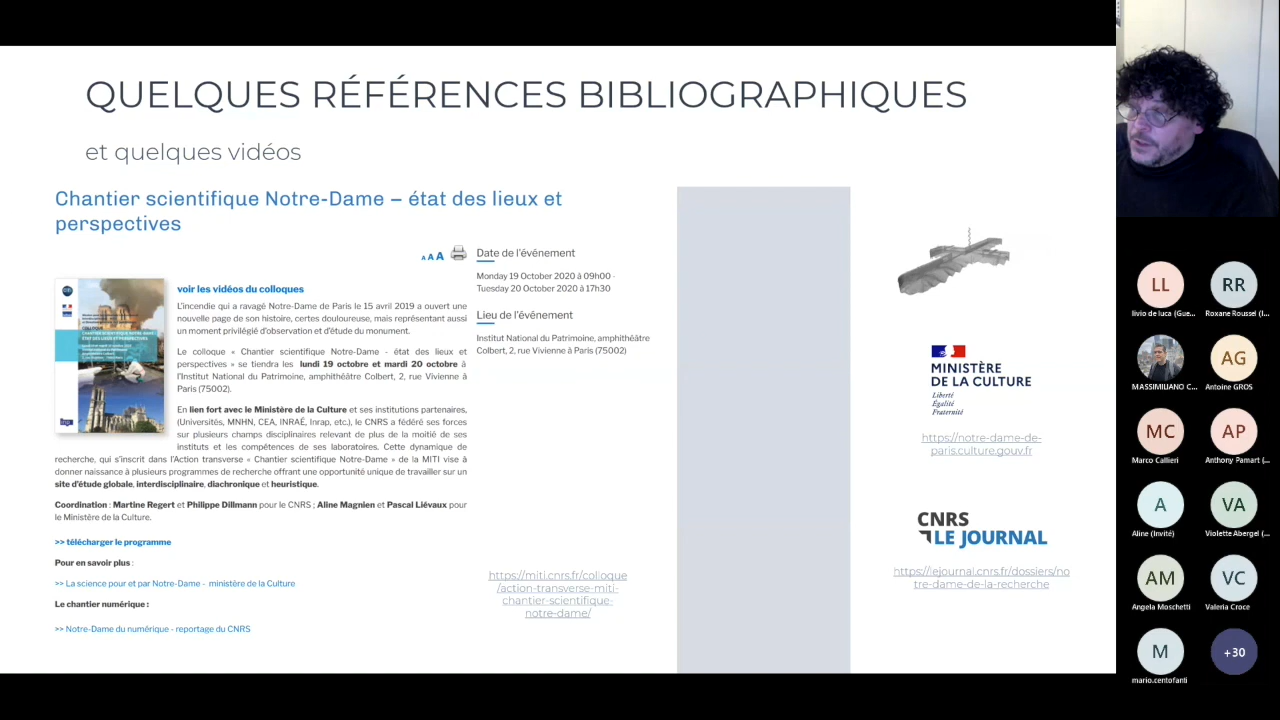 QUELQUES RÉFÉRENCES BIBLIOGRAPHIQUES
et quelques vidéos
Chantier scientifique Notre-Dame – état des lieux et
perspectives
A A A
voir les vidéos du colloques
L'incendie qui a ravagé Notre-Dame de Paris le 15 avril 2019 a ouvert une
nouvelle page de son histoire, certes douloureuse, mais représentant aussi
un moment privilégié d'observation et d'étude du monument.
Le colloque « Chantier scientifique Notre-Dame - état des lieux et
perspectives » se tiendra les lundi 19 octobre et mardi 20 octobre à
l'Institut National du Patrimoine, amphithéâtre Colbert, 2, rue Vivienne à
Paris (75002).
En lien fort avec le Ministère de la Culture et ses institutions partenaires,
(Universités, MNHN, CEA, INRAE, Inrap, etc.), le CNRS a fédéré ses forces
sur plusieurs champs disciplinaires relevant de plus de la moitié de ses
instituts et les compétences de ses laboratoires. Cette dynamique de
recherche, qui s'inscrit dans l'Action transverse « Chantier scientifique Notre-Dame » de la MITI vise à
donner naissance à plusieurs programmes de recherche offrant une opportunité unique de travailler sur un
site d'étude globale, interdisciplinaire, diachronique et heuristique.
Coordination : Martine Regert et Philippe Dillmann pour le CNRS ; Aline Magnien et Pascal Liévaux pour
le Ministère de la Culture.
>> télécharger le programme
Pour en savoir plus :
>> La science pour et par Notre-Dame - ministère de la Culture
Le chantier numérique :
>> Notre-Dame du numérique - reportage du CNRS
Date de l'événement
Monday 19 October 2020 à 09h00 -
Tuesday 20 October 2020 à 17h30
Lieu de l'événement
Institut National du Patrimoine, amphithéâtre
Colbert, 2, rue Vivienne à Paris (75002)
https://miti.cnrs.fr/colloque
/action-transverse-miti-
chantier-scientifique-
notre-dame/
MINISTÈRE
DE LA CULTURE
Liberté
Égalité
Fraternité
https://notre-dame-de-
paris.culture.gouv.fr
CNRS
LE JOURNAL
https://lejournal.cnrs.fr/dossiers/no
tre-dame-de-la-recherche
LL
livio de luca (Gue...
RR
Roxane Roussel (I...
MASSIMILIANO C...
AG
Antoine GROS
MC
Marco Callieri
AP
Anthony Pamart (...
A
Aline (Invité)
VA
Violette Abergel (...
AM
Angela Moschetti
VC
Valeria Croce
M
mario.centofanti
+30